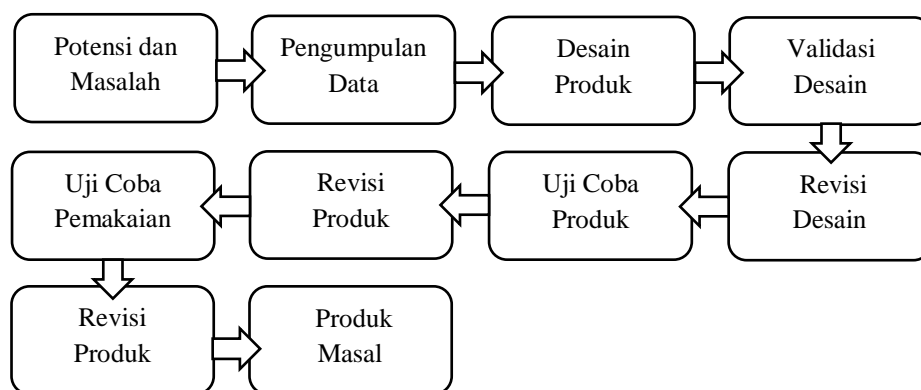 Potensi dan
Masalah
Pengumpulan
Data
Desain
Produk
Validasi
Desain
Revisi
Desain
Uji Coba
Produk
Revisi
Produk
Uji Coba
Pemakaian
Revisi
Produk
Produk
Masal